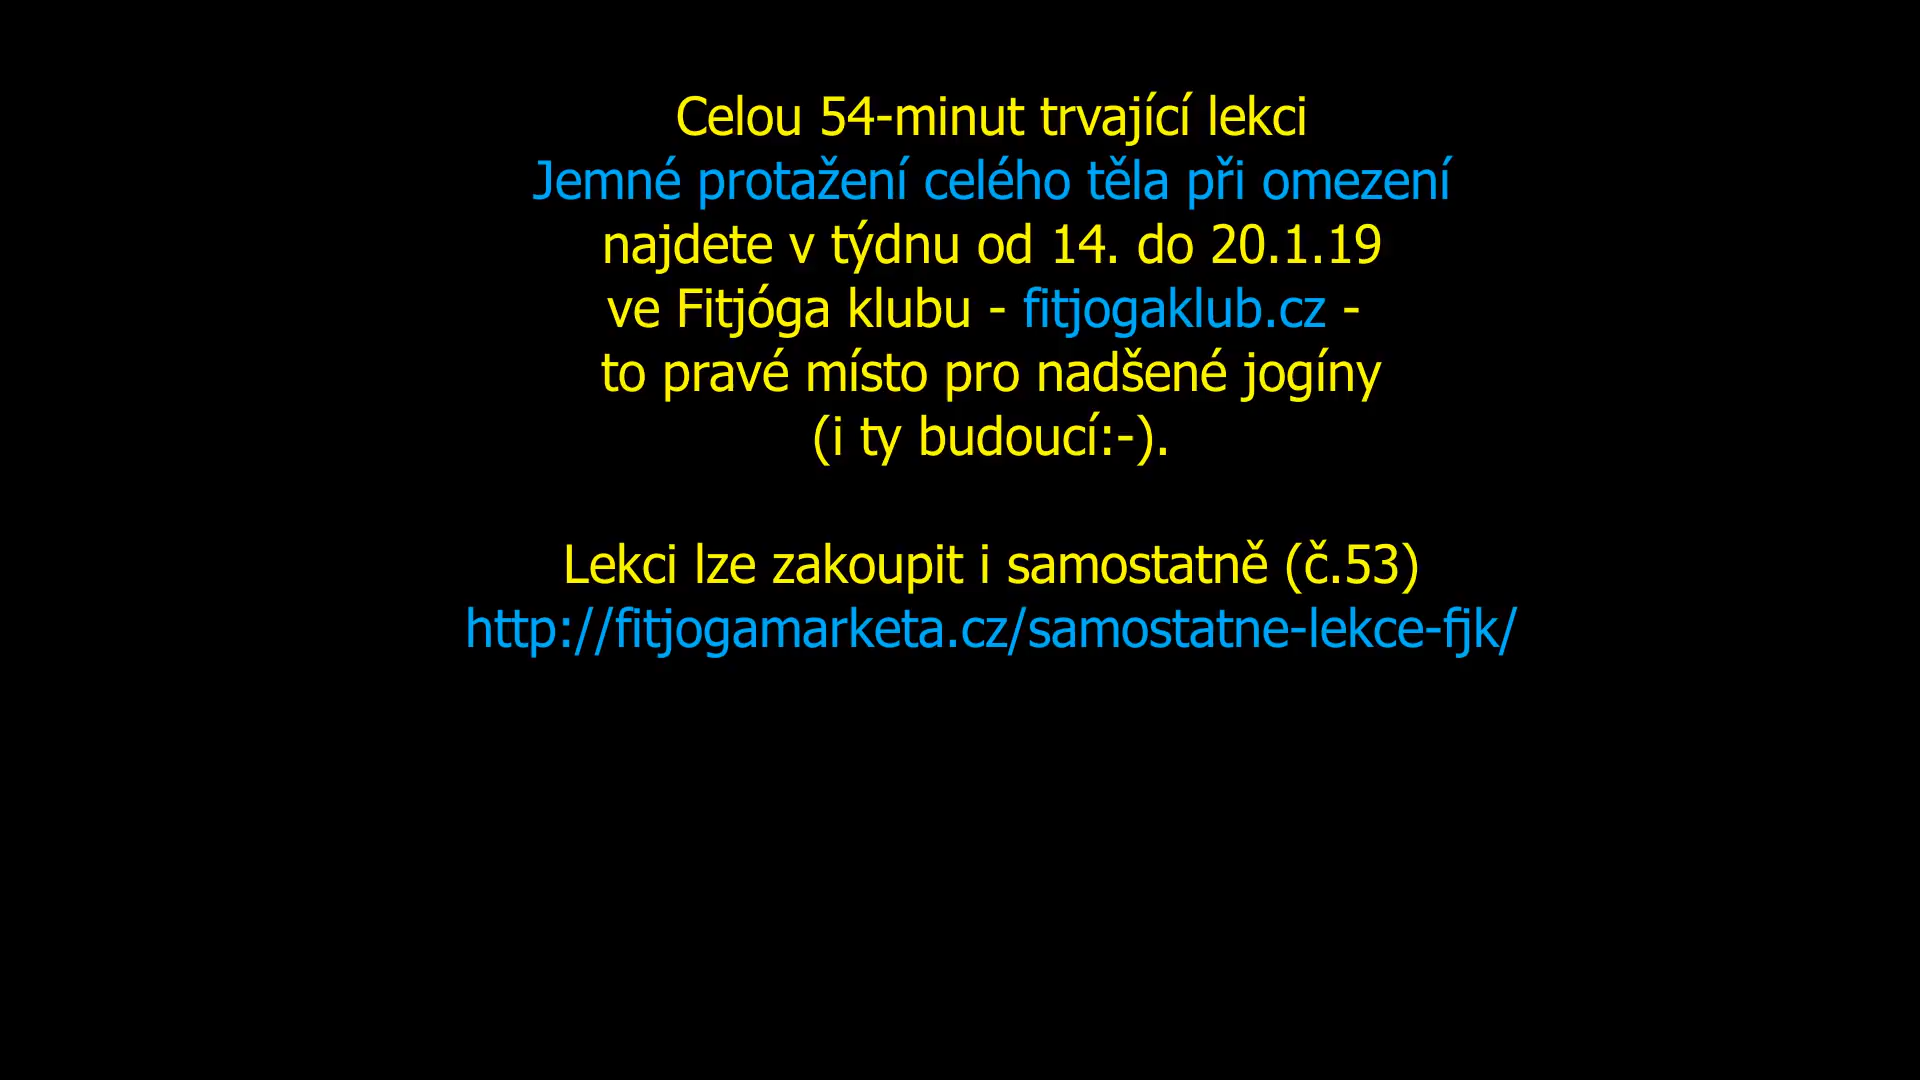 Celou 54-minut trvající lekci
Jemné protažení celého těla při omezení
najdete v týdnu od 14. do 20.1.19
ve Fitjóga klubu - fitjogaklub.cz -
to pravé místo pro nadšené jogíny
(i ty budoucí:-).
Lekci lze zakoupit i samostatně (č.53)
http://fitjogamarketa.cz/samostatne-lekce-fjk/